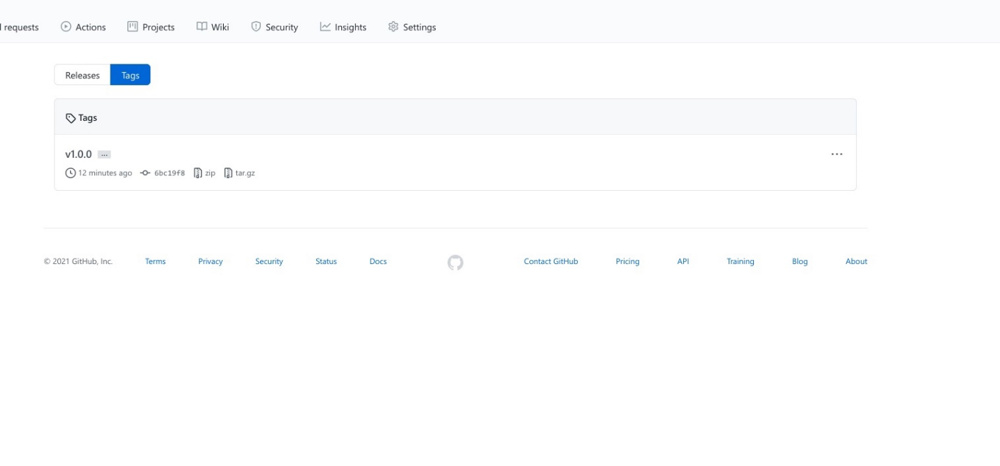 requests Actions Projects Wiki Security Insights Settings
Releases Tags
Tags
v1.0.0 ...
12 minutes ago 6bc19f8 zip tar.gz
© 2021 GitHub, Inc. Terms Privacy Security Status Docs Contact GitHub Pricing API Training Blog About